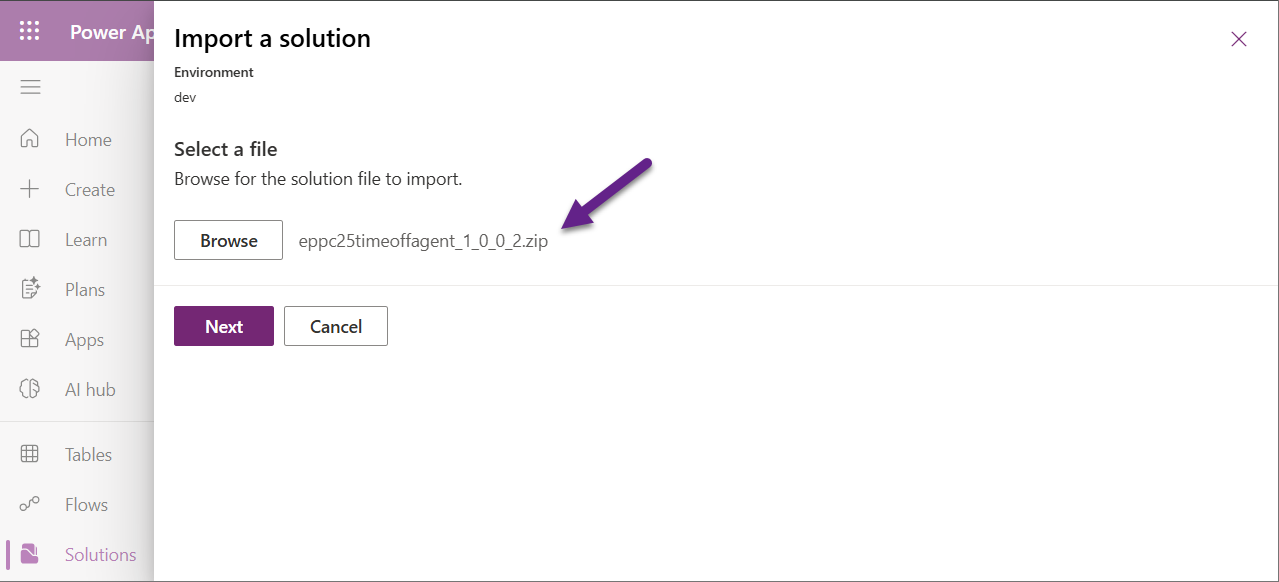 Power Ap
Import a solution
Environment
dev
Home
Select a file
Browse for the solution file to import.
Create
Learn
Browse
eppc25timeoffagent_1_0_0_2.zip
Plans
Next
Cancel
Apps
AI hub
Tables
Flows
Solutions